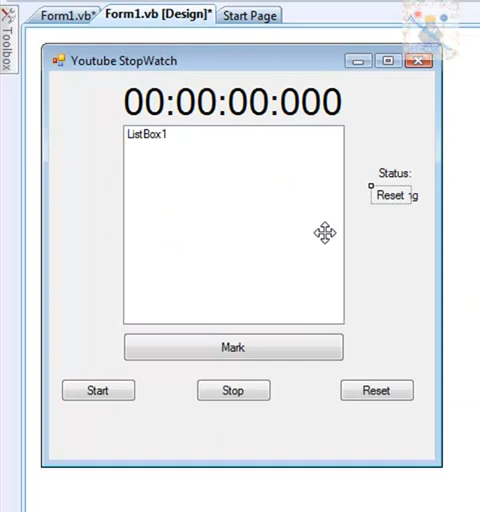 Form1.vb* Form1.vb [Design]* Start Page
Toolbox
Youtube StopWatch
00:00:00:000
ListBox1
Status:
Reset
Mark
Start Stop Reset